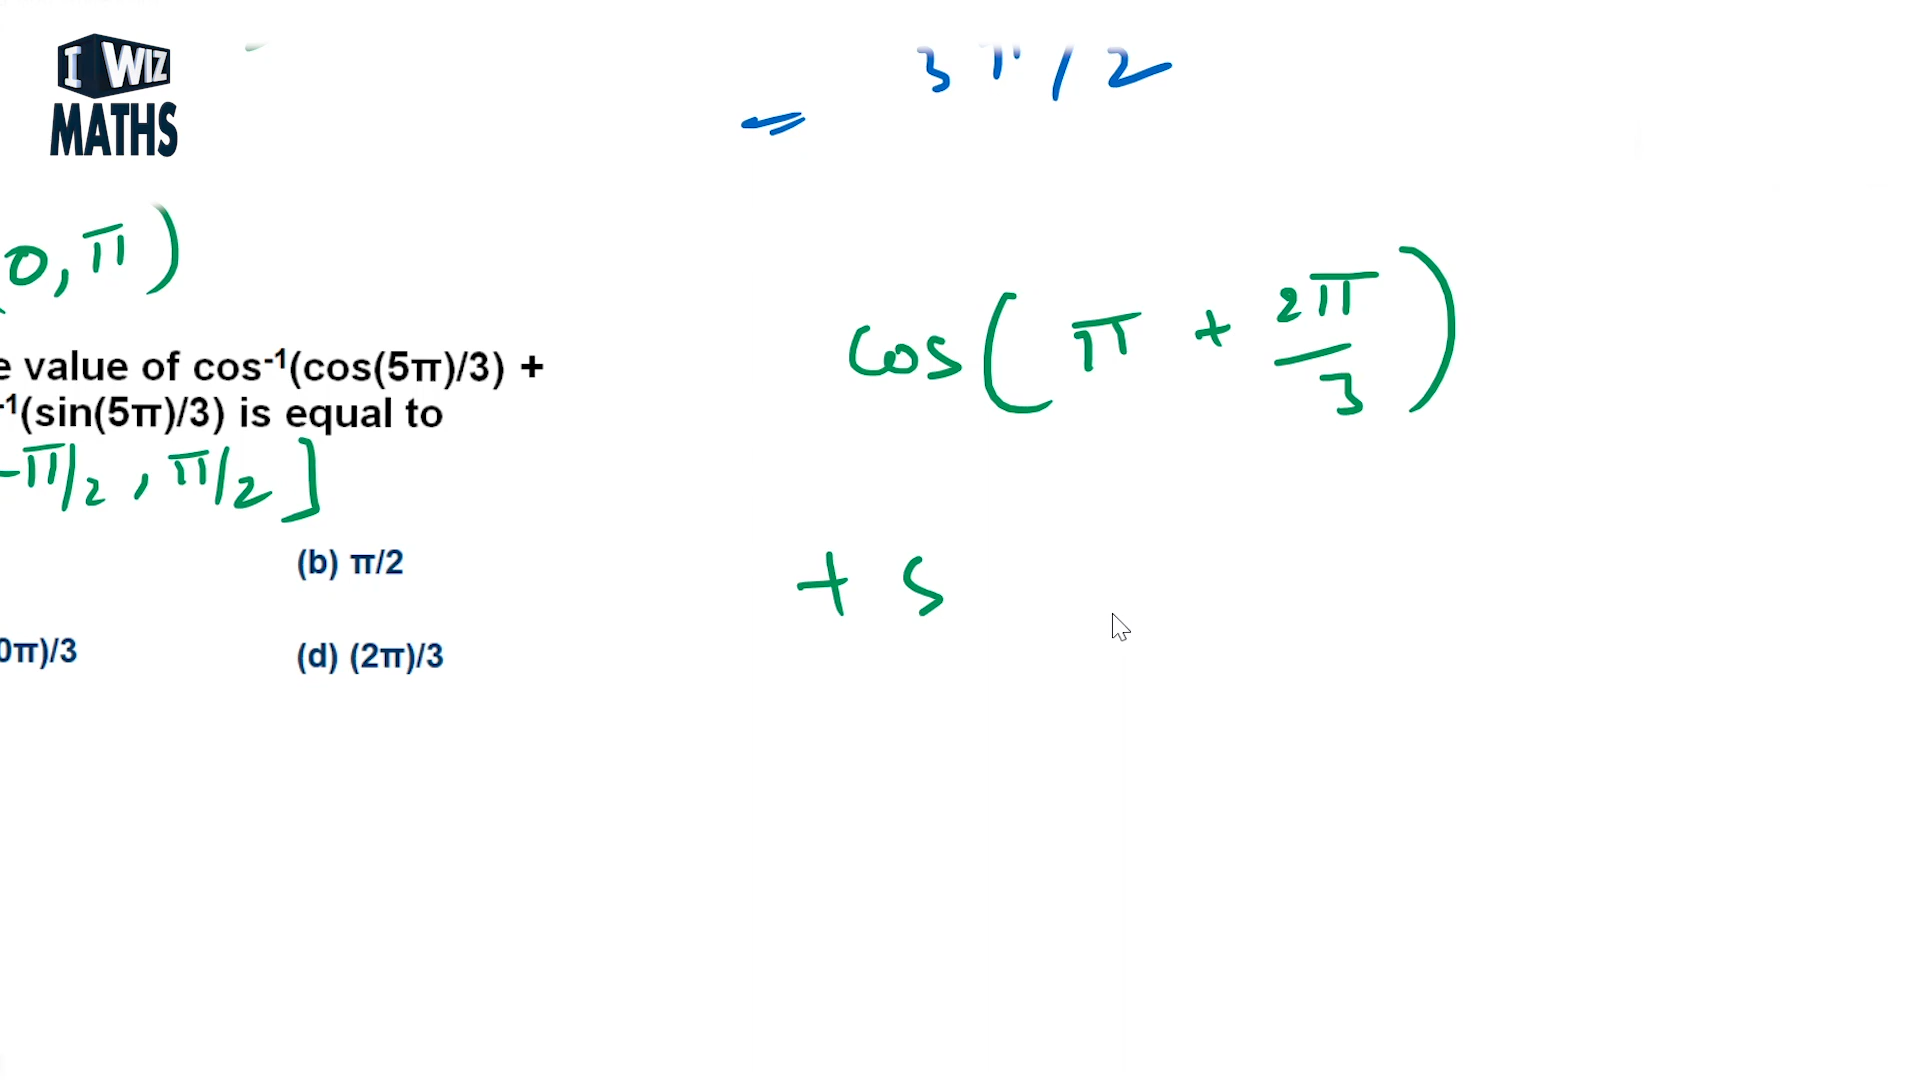 I WIZ
MATHS
3π/2
0, π)
e value of cos⁻¹(cos(5π)/3) +
⁻¹(sin(5π)/3) is equal to
-π/2, π/2]
(b) π/2
0π)/3
(d) (2π)/3
cos(π + 2π/3)
+ s